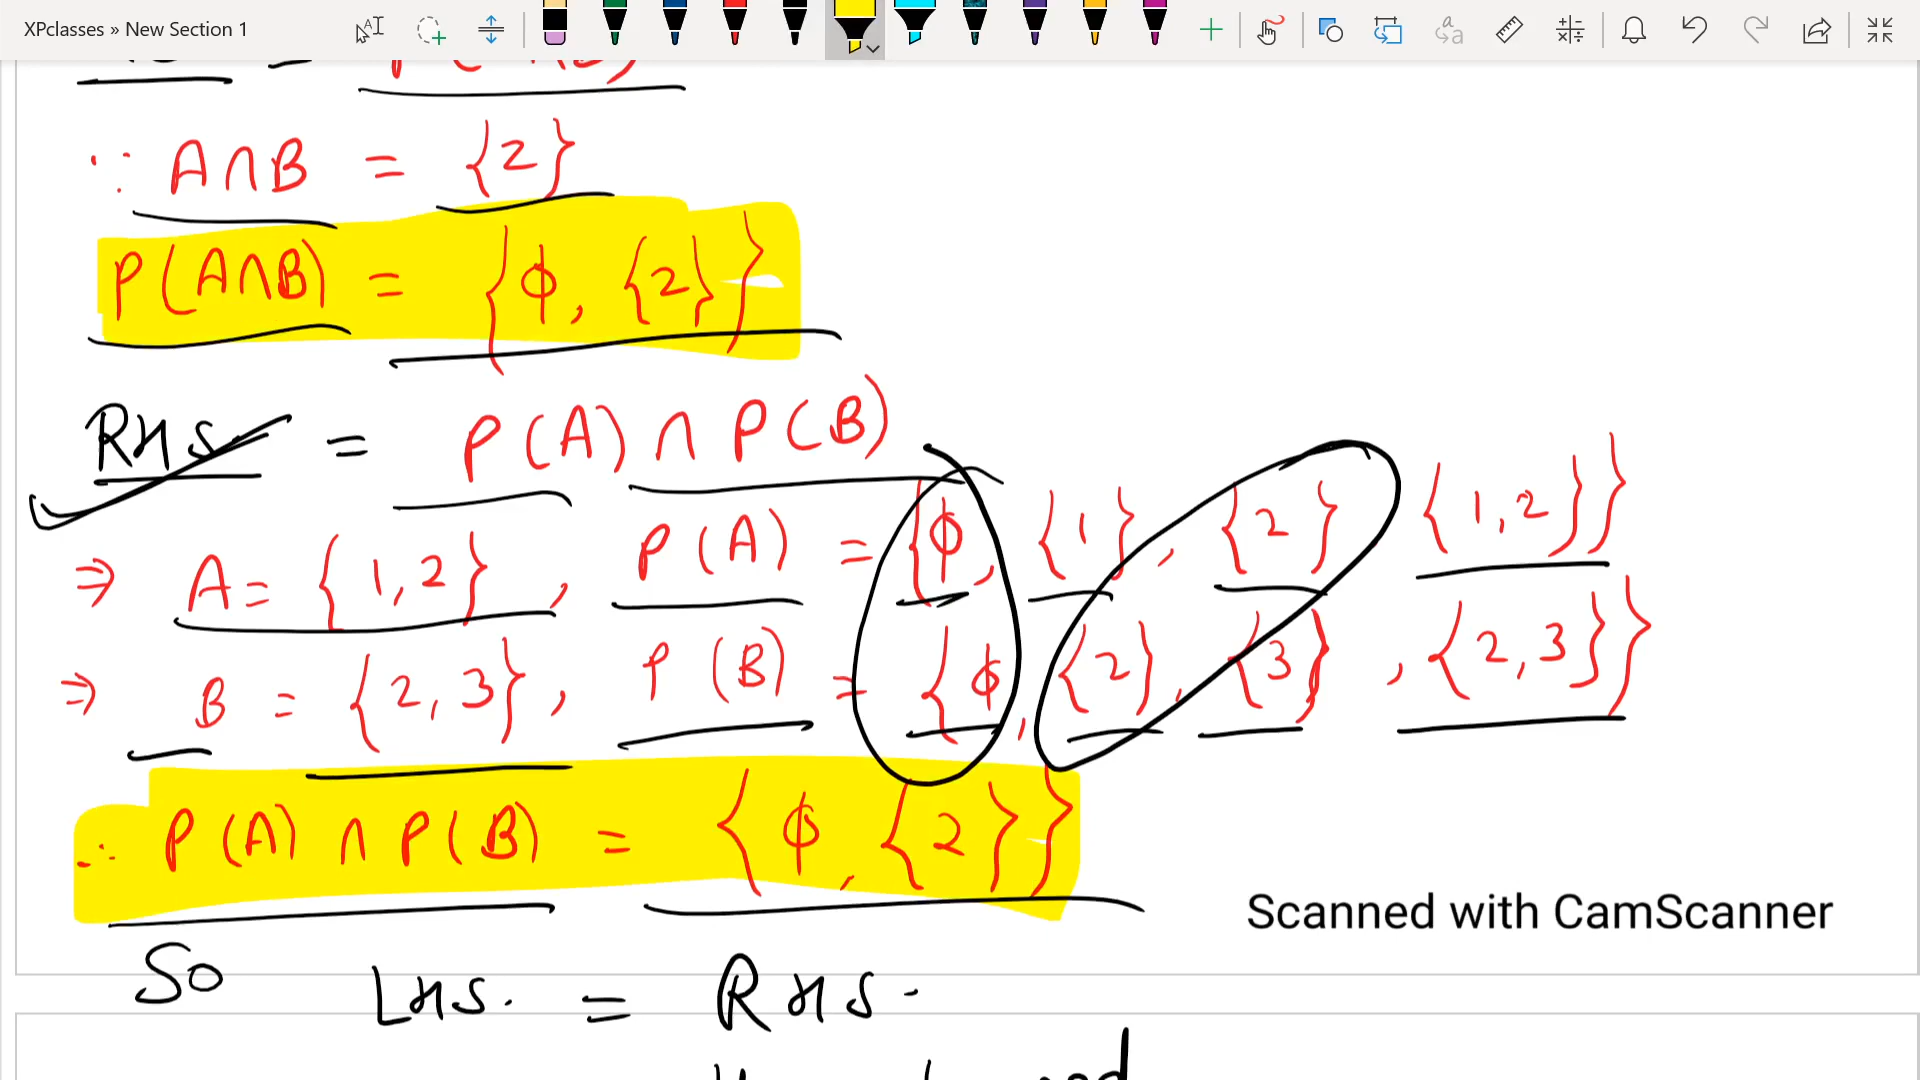 XPclasses » New Section 1
∵ A∩B = {2}
P(A∩B) = {ϕ, {2}}
RHS = P(A) ∩ P(B)
⇒ A = {1,2}, P(A) = {ϕ, {1}, {2} {1,2}}
⇒ B = {2,3}, P(B) = {ϕ, {2}, {3}, {2,3}}
∴ P(A) ∩ P(B) = {ϕ, {2}}
Scanned with CamScanner
So LHS. = RHS.